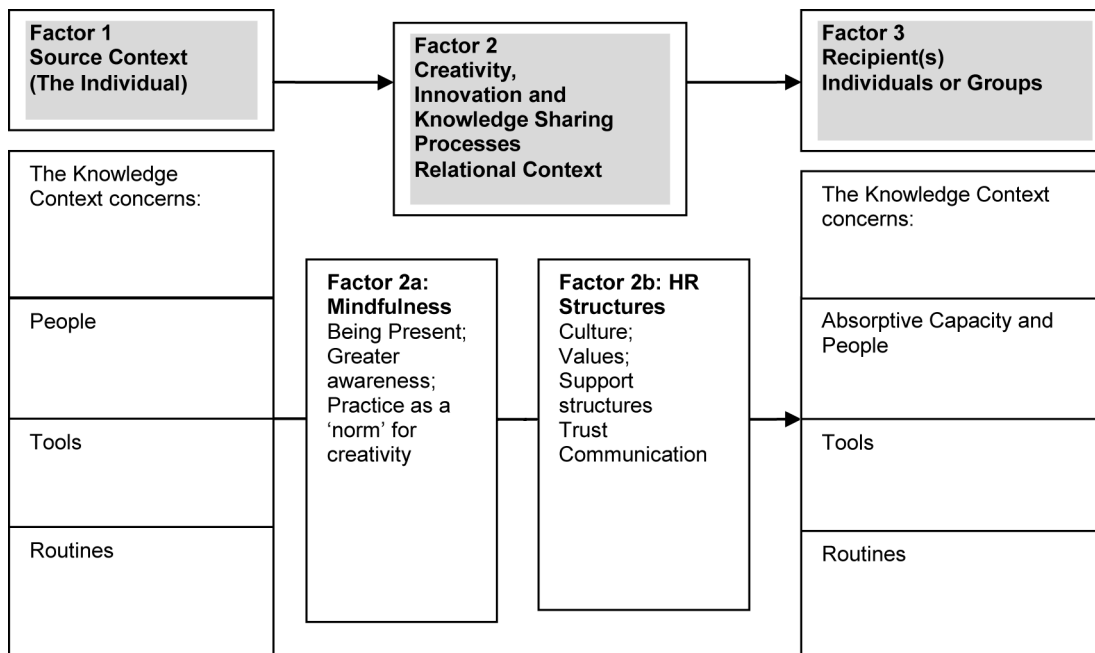 Factor 1
Source Context
(The Individual)
Factor 2
Creativity,
Innovation and
Knowledge Sharing
Processes
Relational Context
Factor 3
Recipient(s)
Individuals or Groups
The Knowledge
Context concerns:
People
Tools
Routines
Factor 2a:
Mindfulness
Being Present;
Greater
awareness;
Practice as a
‘norm’ for
creativity
Factor 2b: HR
Structures
Culture;
Values;
Support
structures
Trust
Communication
The Knowledge Context
concerns:
Absorptive Capacity and
People
Tools
Routines